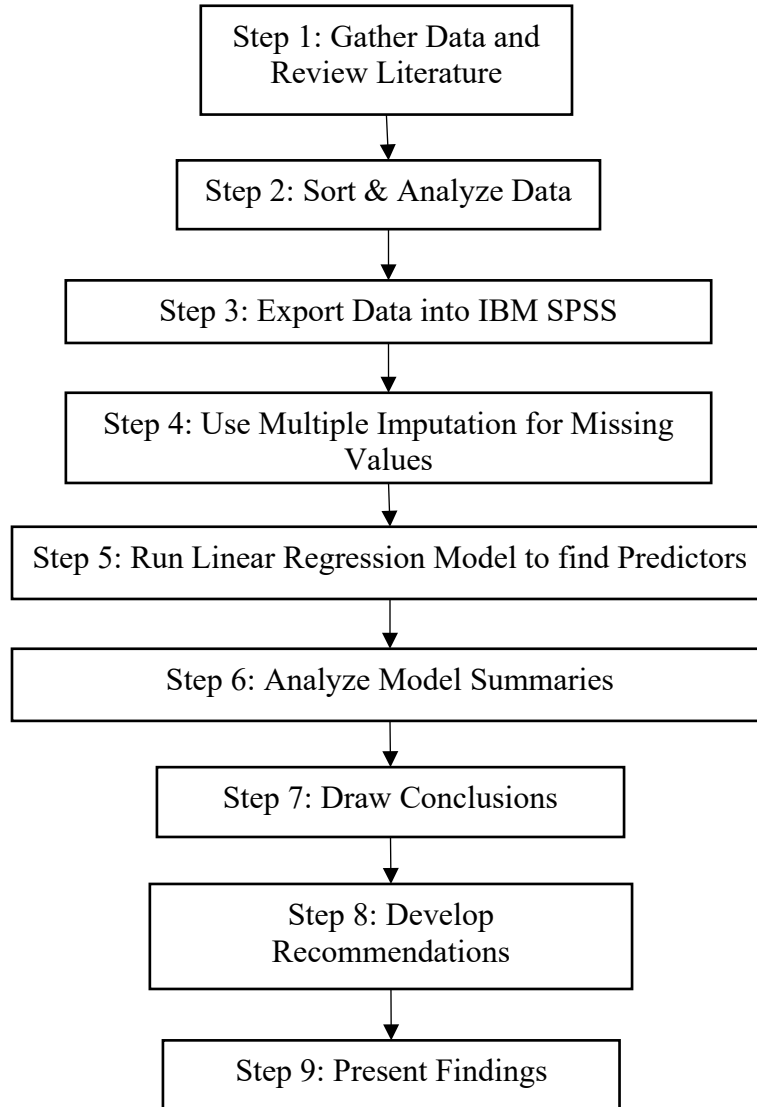 Step 1: Gather Data and
Review Literature
Step 2: Sort & Analyze Data
Step 3: Export Data into IBM SPSS
Step 4: Use Multiple Imputation for Missing
Values
Step 5: Run Linear Regression Model to find Predictors
Step 6: Analyze Model Summaries
Step 7: Draw Conclusions
Step 8: Develop
Recommendations
Step 9: Present Findings